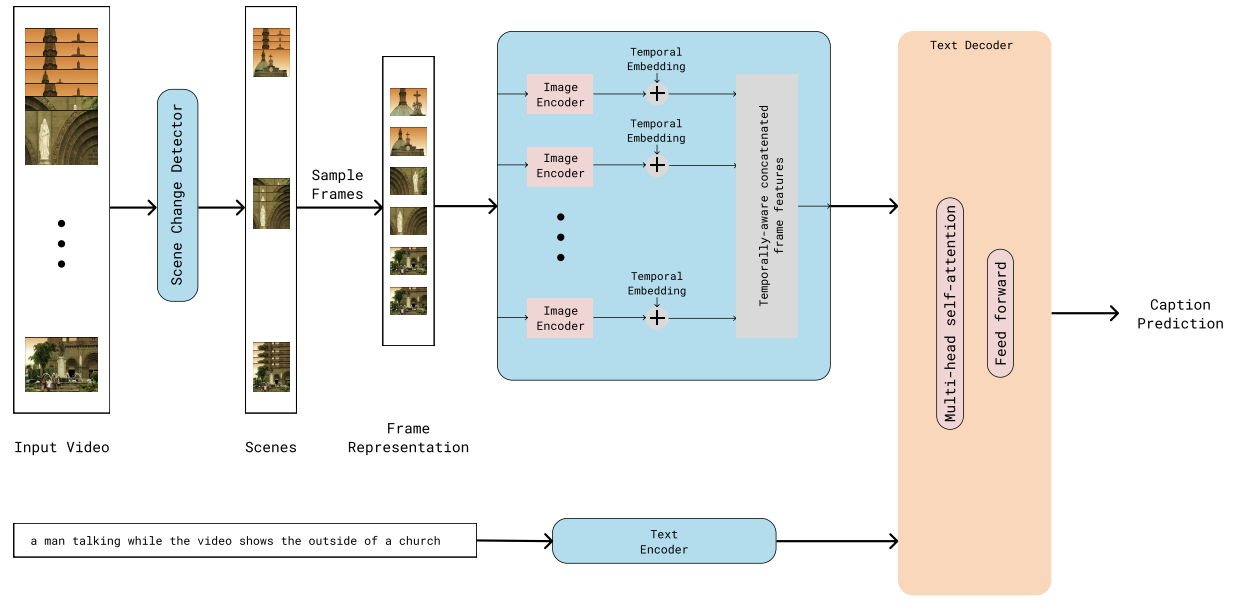 Input Video
Scene Change Detector
Scenes
Sample
Frames
Frame
Representation
Temporal
Embedding
Image
Encoder
Temporal
Embedding
Image
Encoder
Temporal
Embedding
Image
Encoder
Temporally-aware concatenated
frame features
Text Decoder
Multi-head self-attention
Feed forward
Caption
Prediction
a man talking while the video shows the outside of a church
Text
Encoder